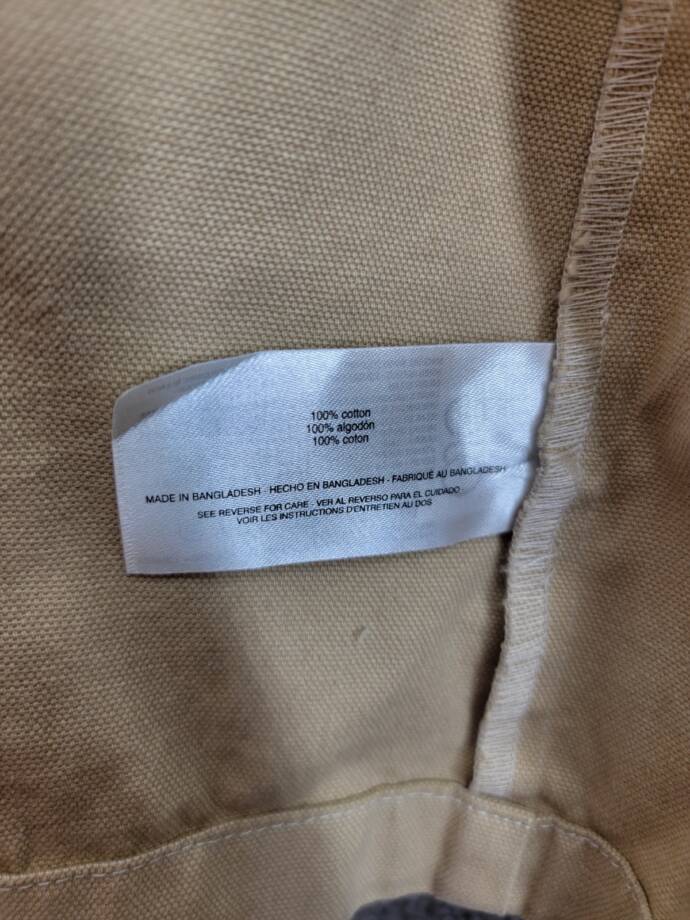 100% cotton
100% algodón
100% coton
MADE IN BANGLADESH - HECHO EN BANGLADESH - FABRIQUÉ AU BANGLADESH
SEE REVERSE FOR CARE - VER AL REVERSO PARA EL CUIDADO
VOIR LES INSTRUCTIONS D'ENTRETIEN AU DOS